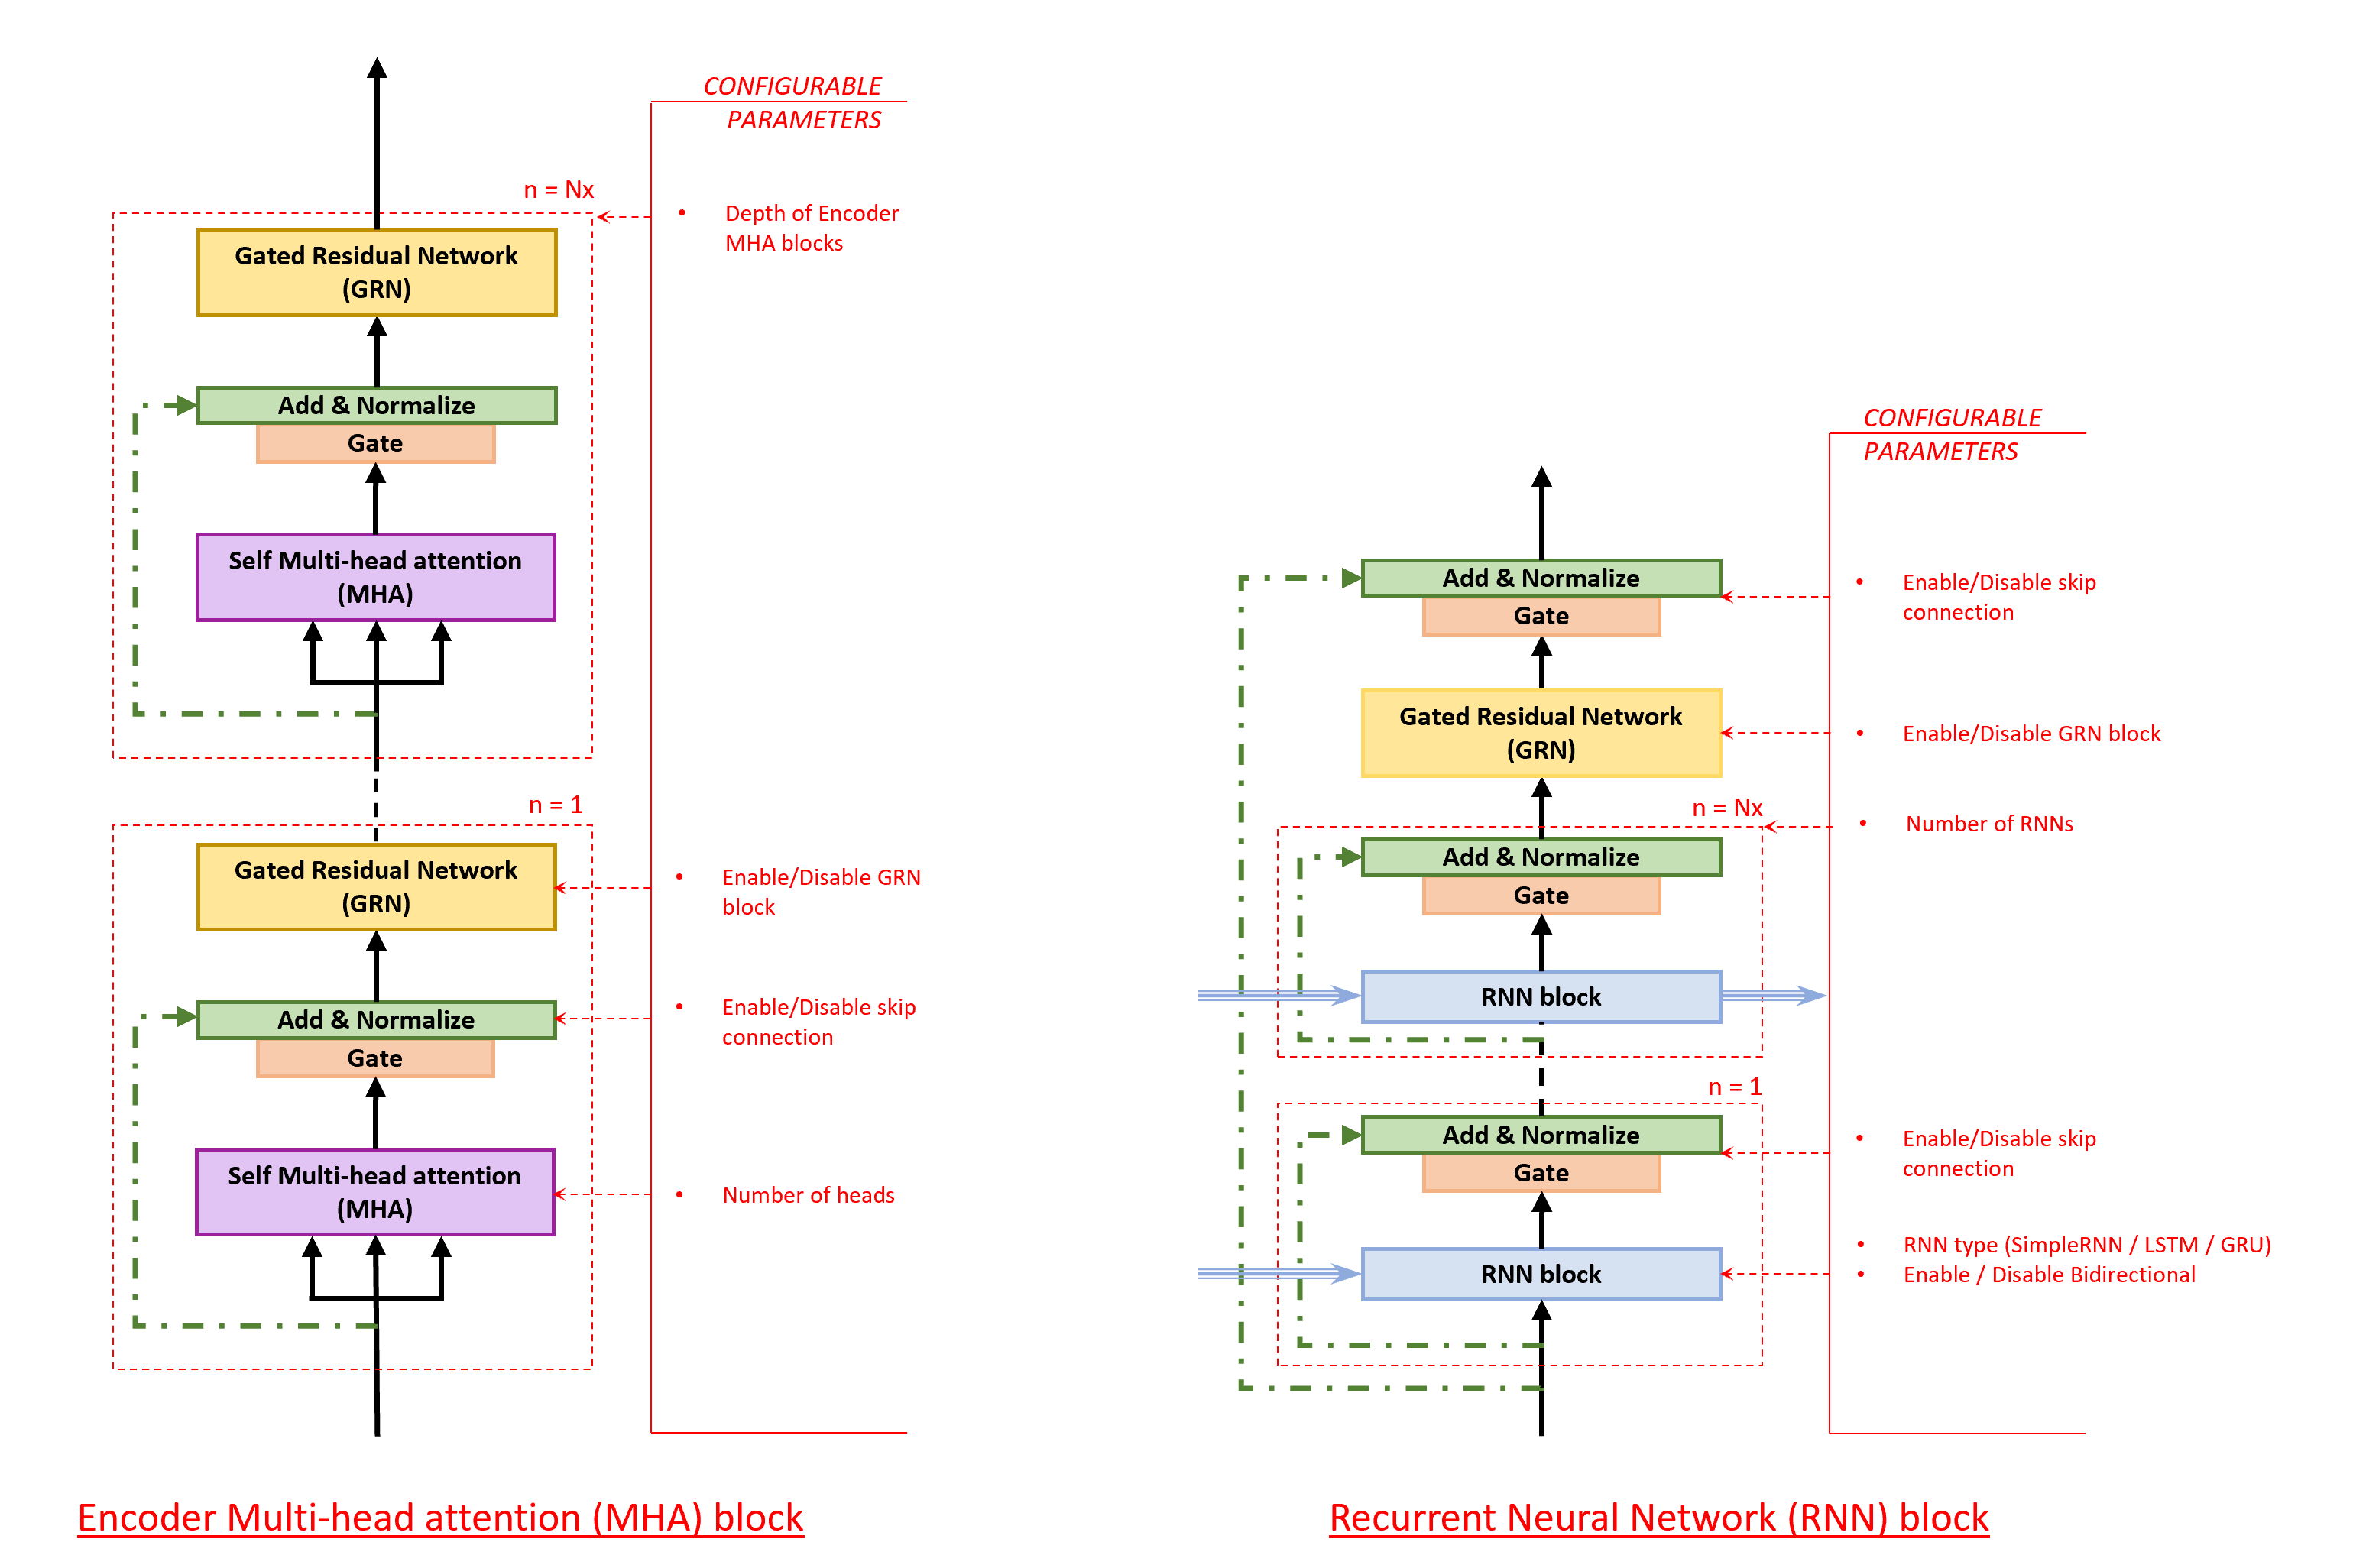 CONFIGURABLE
PARAMETERS
n = Nx
• Depth of Encoder
MHA blocks
Gated Residual Network
(GRN)
Add & Normalize
Gate
Self Multi-head attention
(MHA)
n = 1
Gated Residual Network
(GRN)
• Enable/Disable GRN
block
Add & Normalize
Gate
• Enable/Disable skip
connection
Self Multi-head attention
(MHA)
• Number of heads
Encoder Multi-head attention (MHA) block
CONFIGURABLE
PARAMETERS
Add & Normalize
Gate
• Enable/Disable skip
connection
Gated Residual Network
(GRN)
• Enable/Disable GRN block
n = Nx
• Number of RNNs
Add & Normalize
Gate
RNN block
n = 1
Add & Normalize
Gate
• Enable/Disable skip
connection
RNN block
• RNN type (SimpleRNN / LSTM / GRU)
• Enable / Disable Bidirectional
Recurrent Neural Network (RNN) block